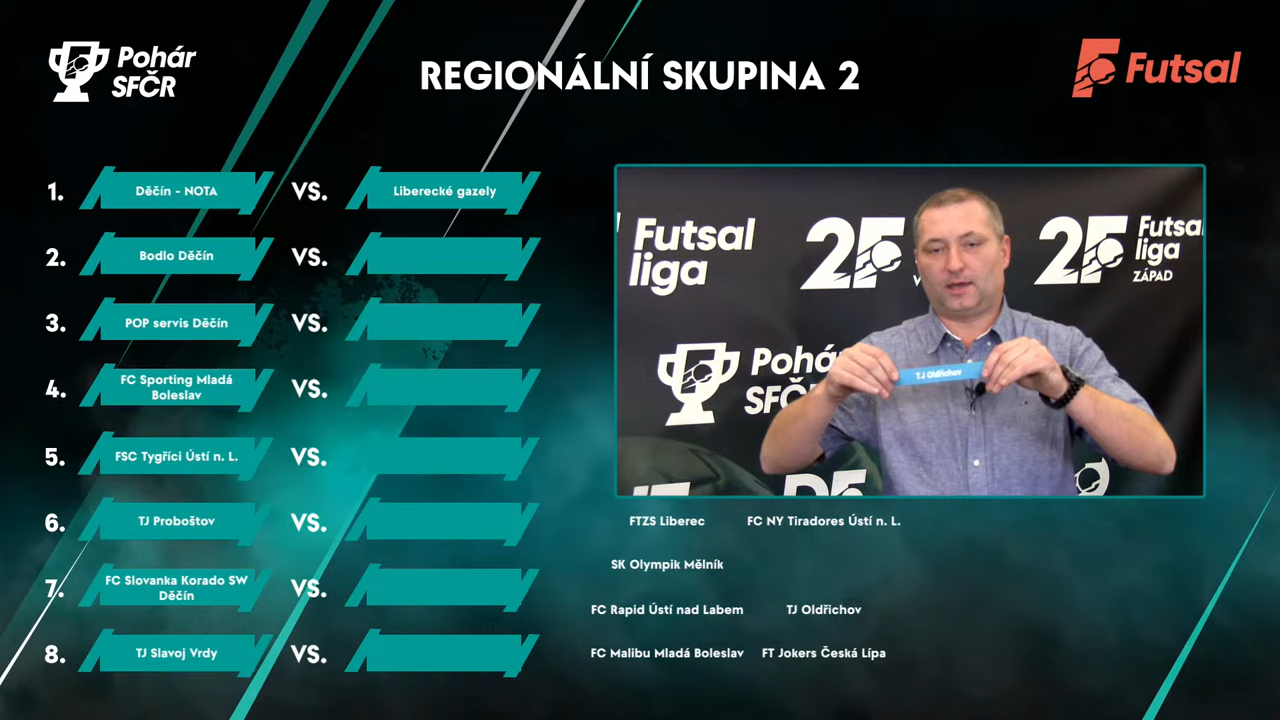 Pohár
SFČR
REGIONÁLNÍ SKUPINA 2
Futsal
1. Děčín - NOTA VS. Liberecké gazely
2. Bodlo Děčín VS.
3. POP servis Děčín VS.
4. FC Sporting Mladá
Boleslav VS.
5. FSC Tygříci Ústí n. L. VS.
6. TJ Proboštov VS.
7. FC Slovanka Korado SW
Děčín VS.
8. TJ Slavoj Vrdy VS.
Futsal
liga
2F
2F Futsal
liga
ZÁPAD
Pohár
SFČR
TJ Oldřichov
FTZS Liberec FC NY Tiradores Ústí n. L.
SK Olympik Mělník
FC Rapid Ústí nad Labem TJ Oldřichov
FC Malibu Mladá Boleslav FT Jokers Česká Lípa